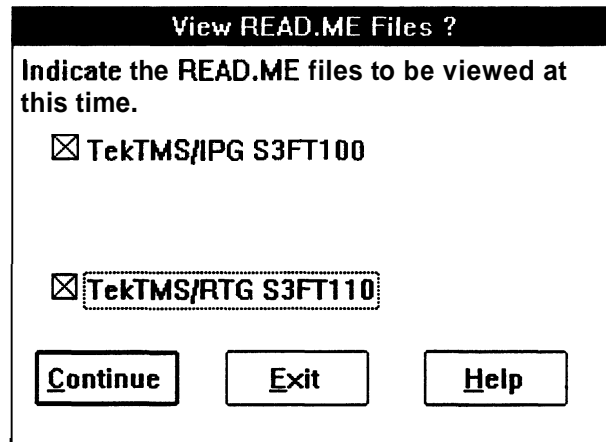 View READ.ME Files ?
Indicate the READ.ME files to be viewed at
this time.
TekTMS/IPG S3FT100
TekTMS/RTG S3FT110
Continue
Exit
Help